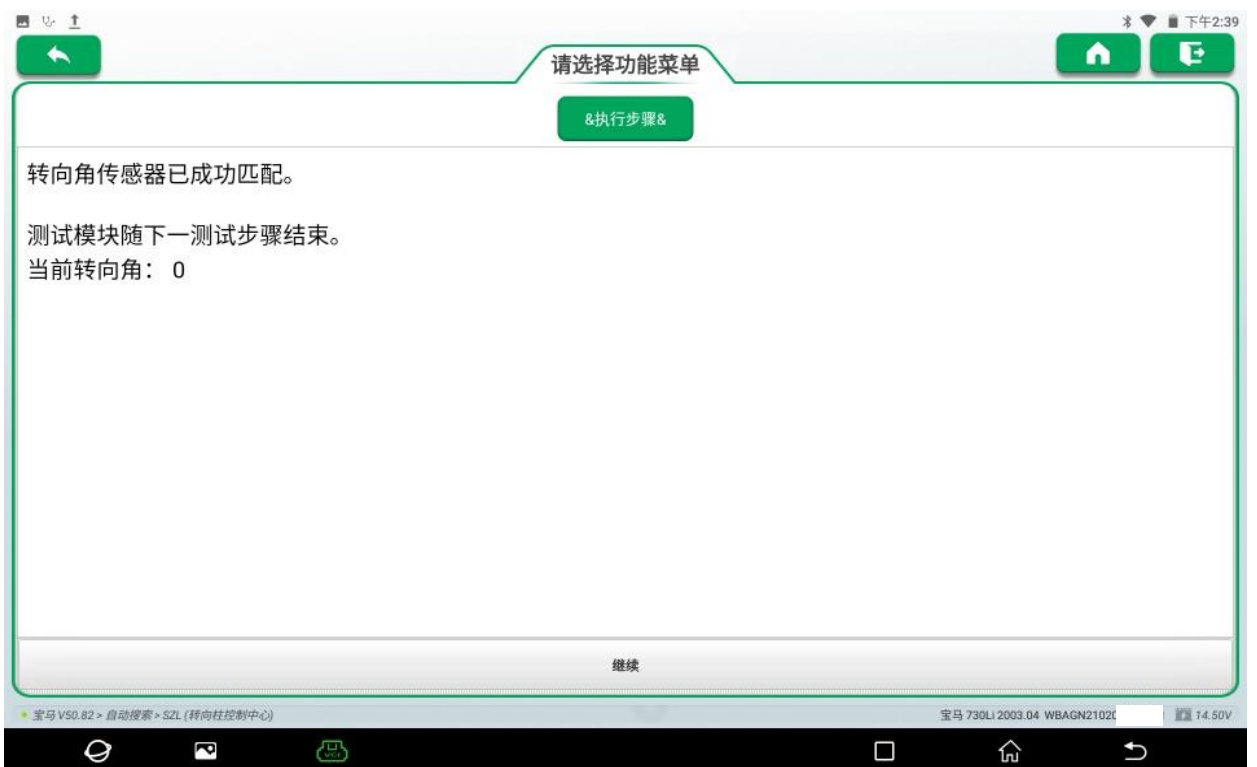 下午2:39
请选择功能菜单
&执行步骤&
转向角传感器已成功匹配。
测试模块随下一测试步骤结束。
当前转向角： 0
继续
宝马 V50.82 > 自动搜索 > SZL (转向柱控制中心)
宝马 730Li 2003.04 WBAGN2102
14.50V
VCI